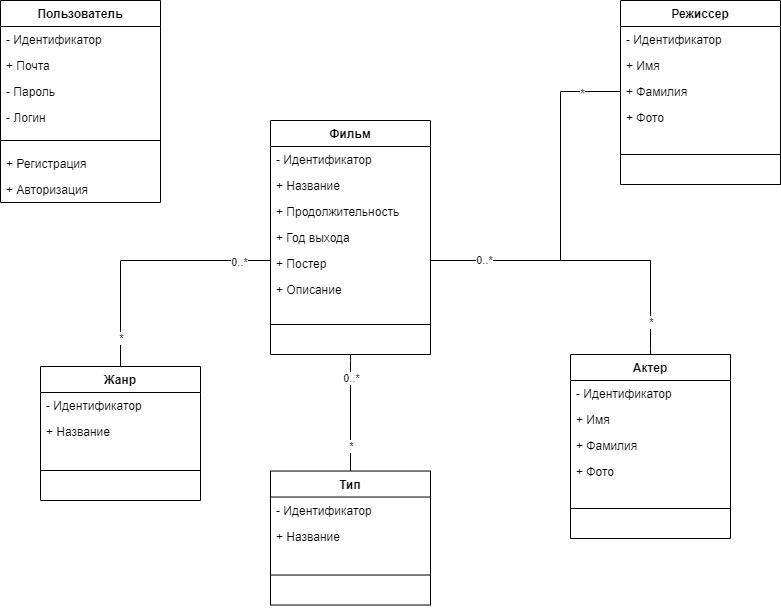 Пользователь
- Идентификатор
+ Почта
- Пароль
- Логин
+ Регистрация
+ Авторизация
Режиссер
- Идентификатор
+ Имя
+ Фамилия
+ Фото
*
Фильм
- Идентификатор
+ Название
+ Продолжительность
+ Год выхода
+ Постер
+ Описание
0..*
0..*
0..*
*
*
*
Жанр
- Идентификатор
+ Название
Тип
- Идентификатор
+ Название
Актер
- Идентификатор
+ Имя
+ Фамилия
+ Фото